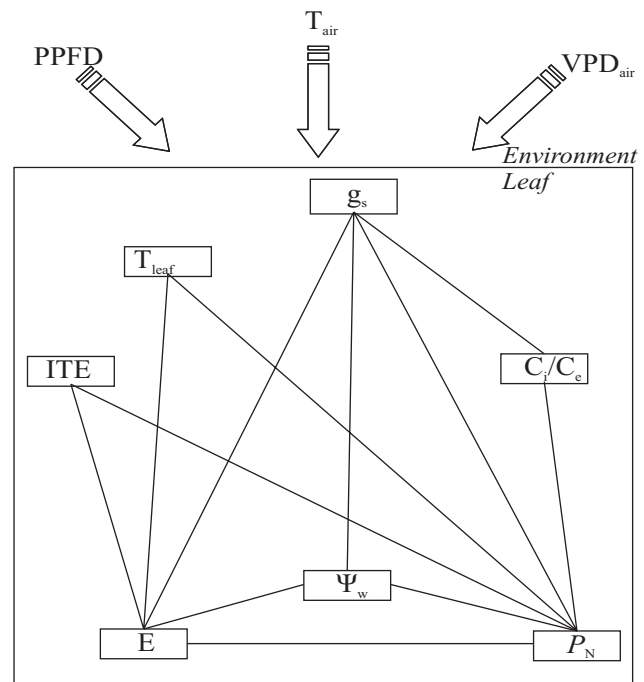 T_air
PPFD
VPD_air
Environment
Leaf
g_s
T_leaf
ITE
C_i/C_e
Ψ_w
E
P_N